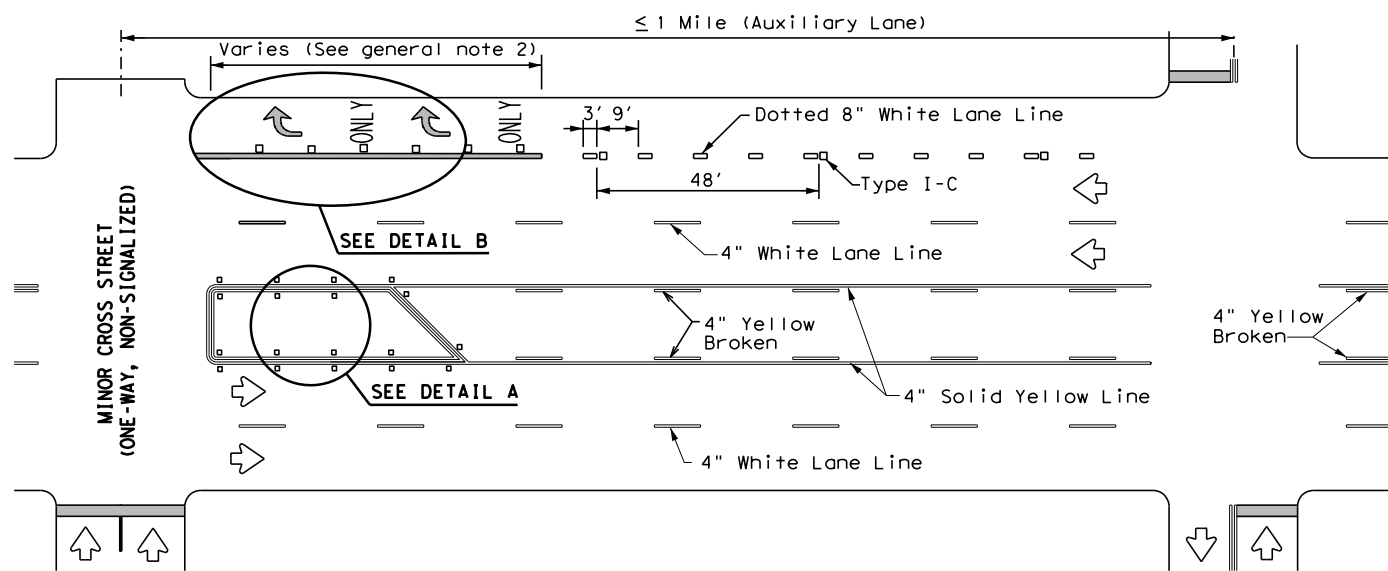 ≤ 1 Mile (Auxiliary Lane)
Varies (See general note 2)
ONLY
ONLY
3' 9'
Dotted 8" White Lane Line
48'
Type I-C
SEE DETAIL B
4" White Lane Line
MINOR CROSS STREET
(ONE-WAY, NON-SIGNALIZED)
4" Yellow
Broken
4" Yellow
Broken
SEE DETAIL A
4" Solid Yellow Line
4" White Lane Line